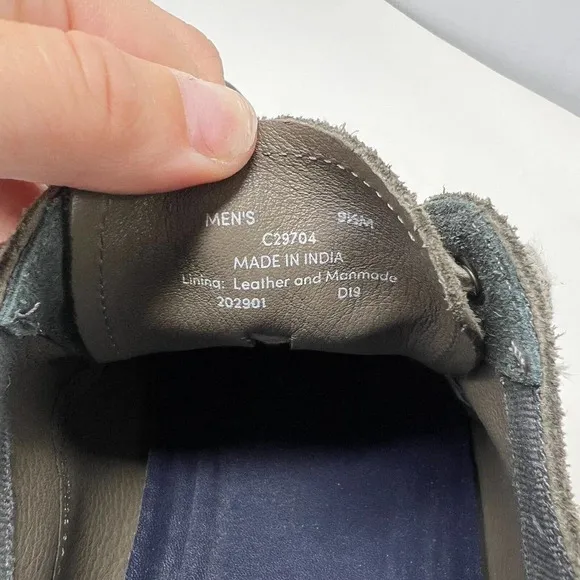 MEN'S 9½M
C29704
MADE IN INDIA
Lining: Leather and Manmade
202901 D19